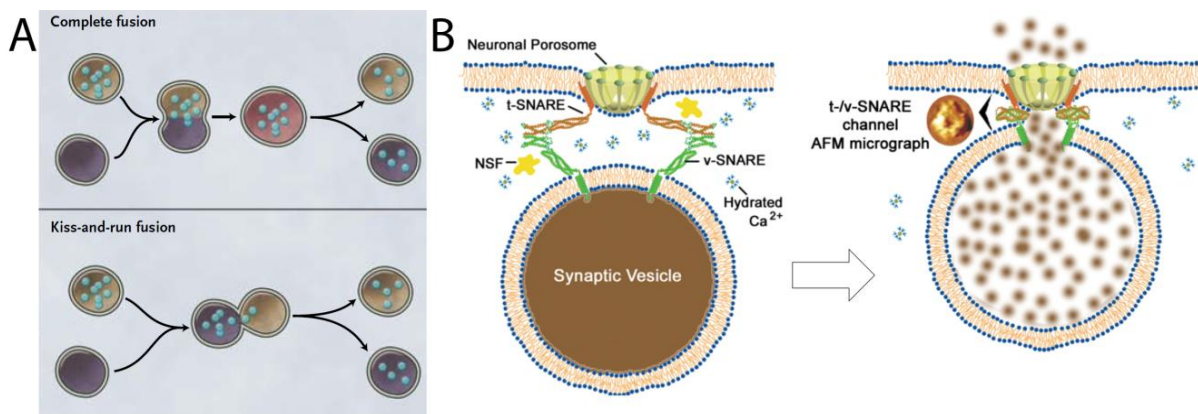 A
Complete fusion
Kiss-and-run fusion
B
Neuronal Porosome
t-SNARE
NSF
v-SNARE
Hydrated
Ca2+
Synaptic Vesicle
t-/v-SNARE
channel
AFM micrograph